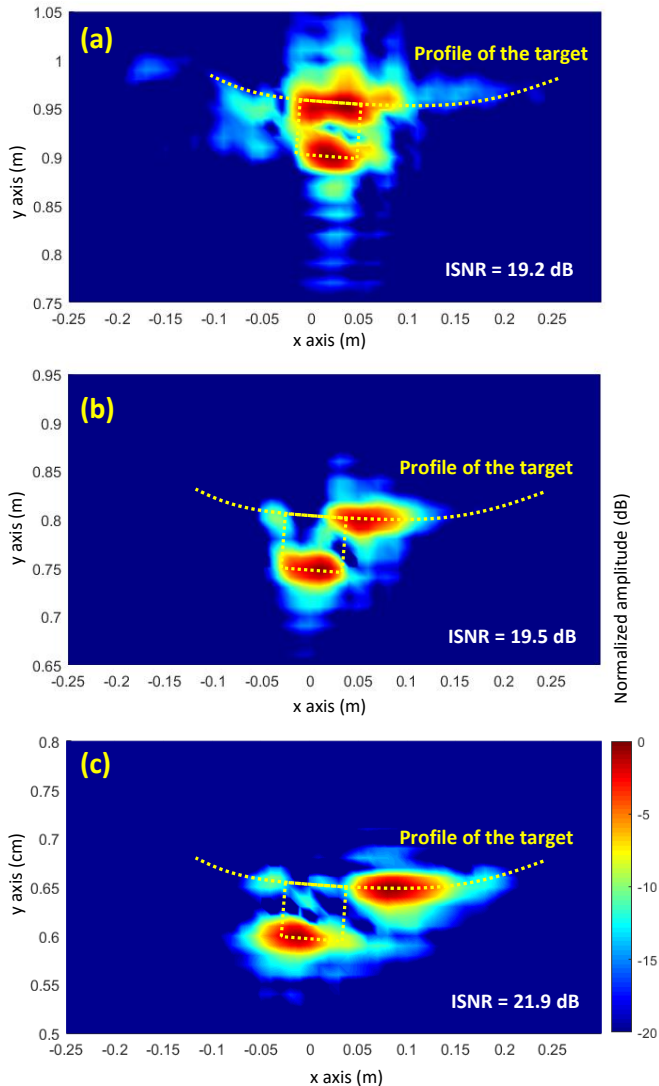 1.05
(a)
Profile of the target
1
0.95
0.9
0.85
0.8
0.75
y axis (m)
ISNR = 19.2 dB
-0.25 -0.2 -0.15 -0.1 -0.05 0 0.05 0.1 0.15 0.2 0.25
x axis (m)
0.95
(b)
0.9
0.85
Profile of the target
0.8
0.75
0.7
0.65
y axis (m)
ISNR = 19.5 dB
-0.25 -0.2 -0.15 -0.1 -0.05 0 0.05 0.1 0.15 0.2 0.25
x axis (m)
Normalized amplitude (dB)
0.8
(c)
0.75
0.7
Profile of the target
0.65
0.6
0.55
0.5
y axis (cm)
ISNR = 21.9 dB
-0.25 -0.2 -0.15 -0.1 -0.05 0 0.05 0.1 0.15 0.2 0.25
x axis (m)
0
-5
-10
-15
-20